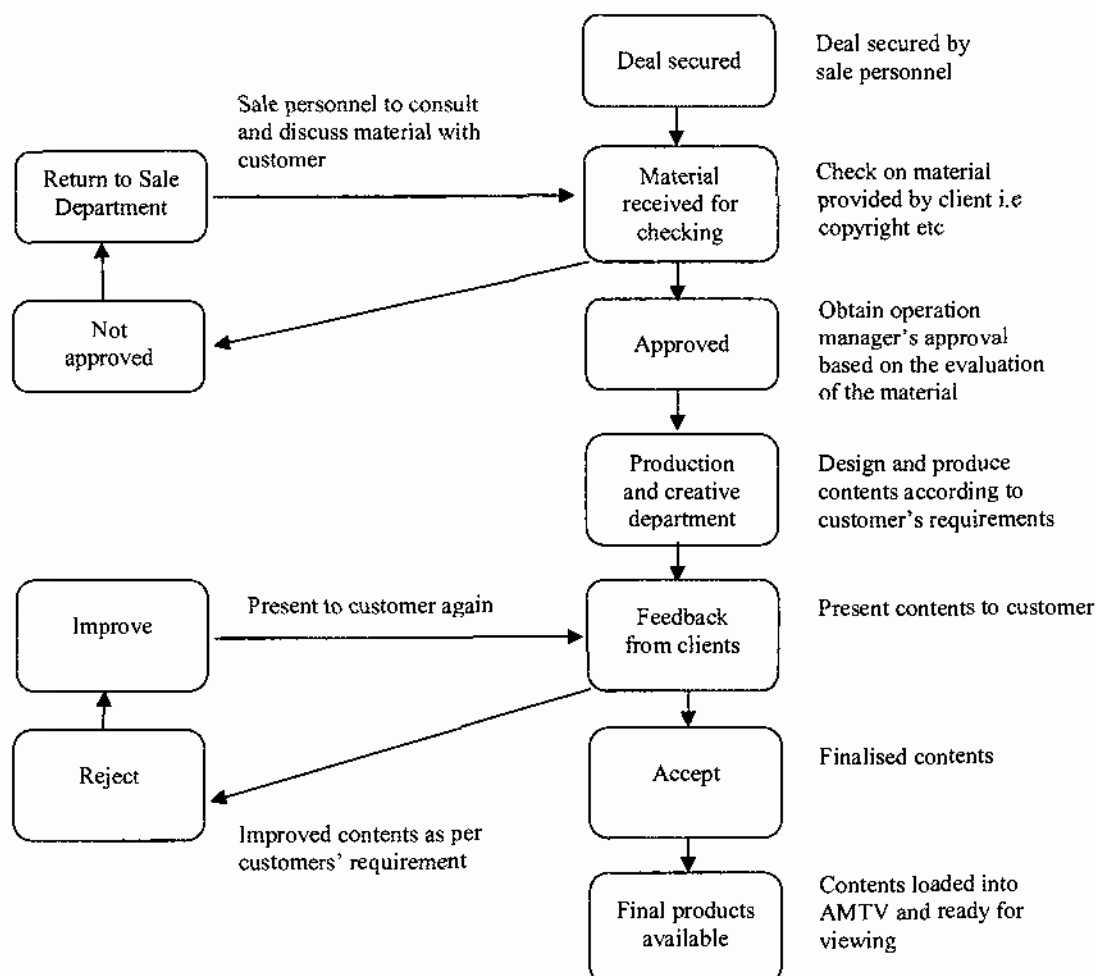 Deal secured
Deal secured by
sale personnel
Sale personnel to consult
and discuss material with
customer
Return to Sale
Department
Material
received for
checking
Check on material
provided by client i.e
copyright etc
Not
approved
Approved
Obtain operation
manager's approval
based on the evaluation
of the material
Production
and creative
department
Design and produce
contents according to
customer's requirements
Improve
Present to customer again
Feedback
from clients
Present contents to customer
Reject
Accept
Finalised contents
Improved contents as per
customers' requirement
Final products
available
Contents loaded into
AMTV and ready for
viewing